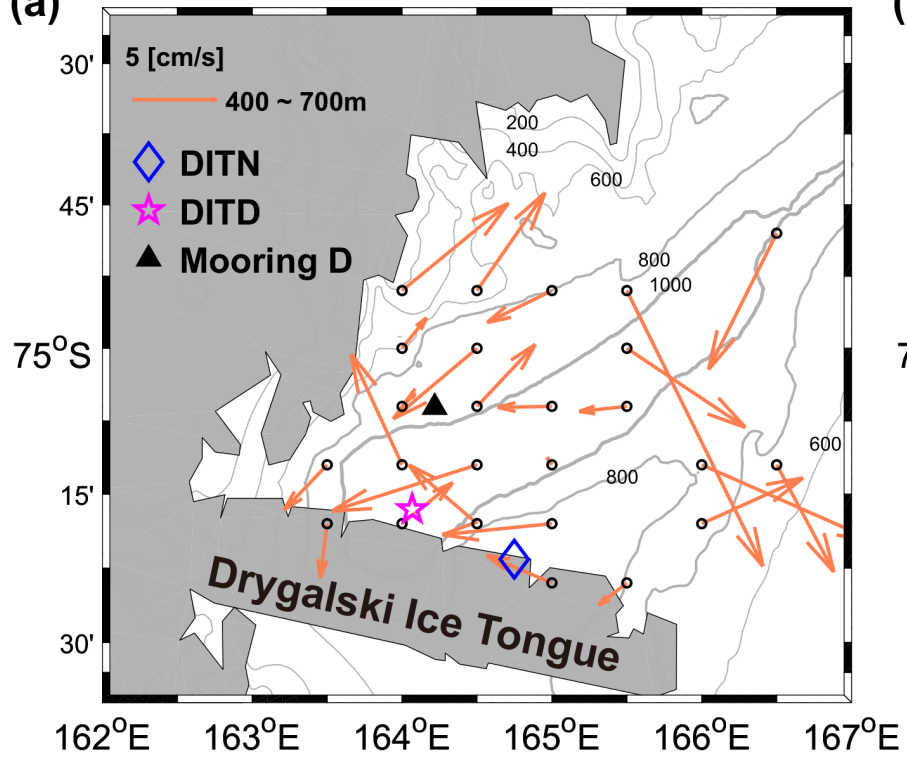 (a)
(
5 [cm/s]
400 ~ 700m
DITN
DITD
Mooring D
200
400
600
800
1000
600
800
Drygalski Ice Tongue
30'
45'
75°S
7
15'
30'
162°E 163°E 164°E 165°E 166°E 167°E